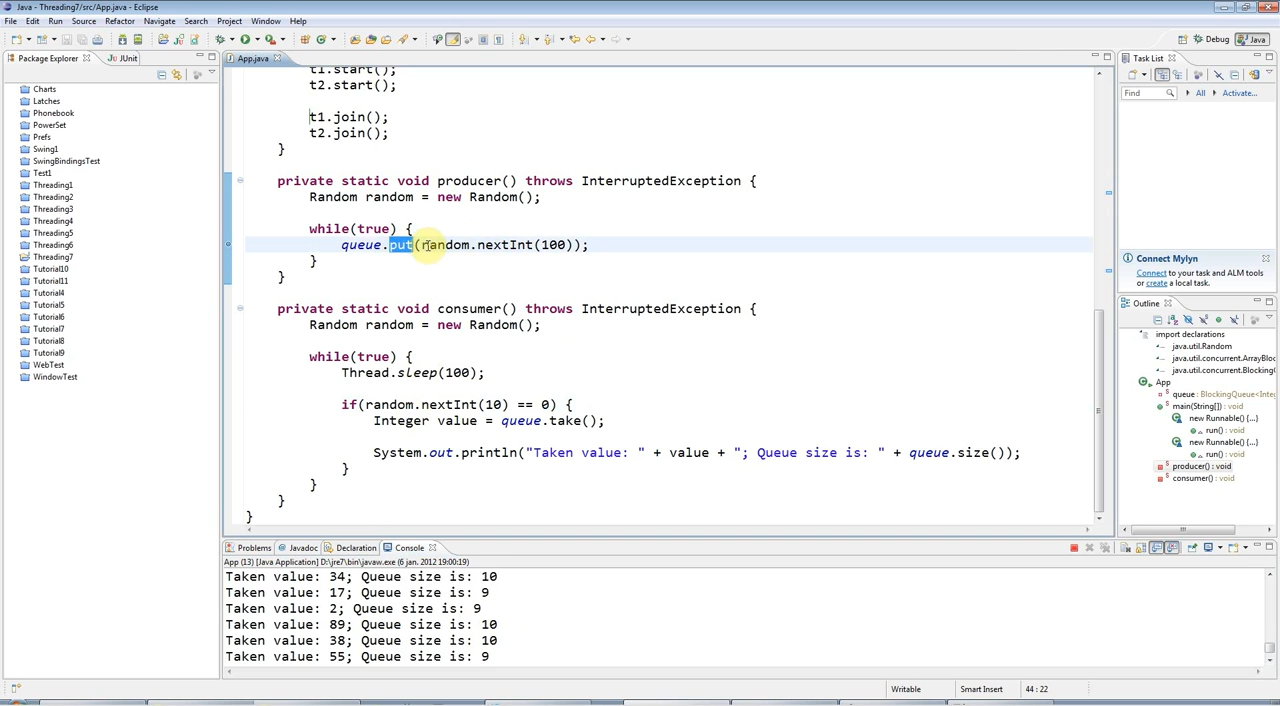 Java - Threading7/src/App.java - Eclipse
File Edit Run Source Refactor Navigate Search Project Window Help
Debug Java
Package Explorer JUnit
Charts
Latches
Phonebook
PowerSet
Prefs
Swing1
SwingBindingsTest
Test1
Threading1
Threading2
Threading3
Threading4
Threading5
Threading6
Threading7
Tutorial10
Tutorial11
Tutorial4
Tutorial5
Tutorial6
Tutorial7
Tutorial8
Tutorial9
WebTest
WindowTest
App.java
t1.start();
t2.start();
t1.join();
t2.join();
}
private static void producer() throws InterruptedException {
Random random = new Random();
while(true) {
queue.put(random.nextInt(100));
}
}
private static void consumer() throws InterruptedException {
Random random = new Random();
while(true) {
Thread.sleep(100);
if(random.nextInt(10) == 0) {
Integer value = queue.take();
System.out.println("Taken value: " + value + "; Queue size is: " + queue.size());
}
}
}
}
Task List
Find All Activate...
Connect Mylyn
Connect to your task and ALM tools
or create a local task.
Outline
import declarations
java.util.Random
java.util.concurrent.ArrayBloc
java.util.concurrent.BlockingQ
App
queue : BlockingQueue<Integ
main(String[]) : void
new Runnable() {...}
run() : void
new Runnable() {...}
run() : void
producer() : void
consumer() : void
Problems Javadoc Declaration Console
App (13) [Java Application] D:\jre7\bin\javaw.exe (6 jan. 2012 19:00:19)
Taken value: 34; Queue size is: 10
Taken value: 17; Queue size is: 9
Taken value: 2; Queue size is: 9
Taken value: 89; Queue size is: 10
Taken value: 38; Queue size is: 10
Taken value: 55; Queue size is: 9
Writable Smart Insert 44 : 22